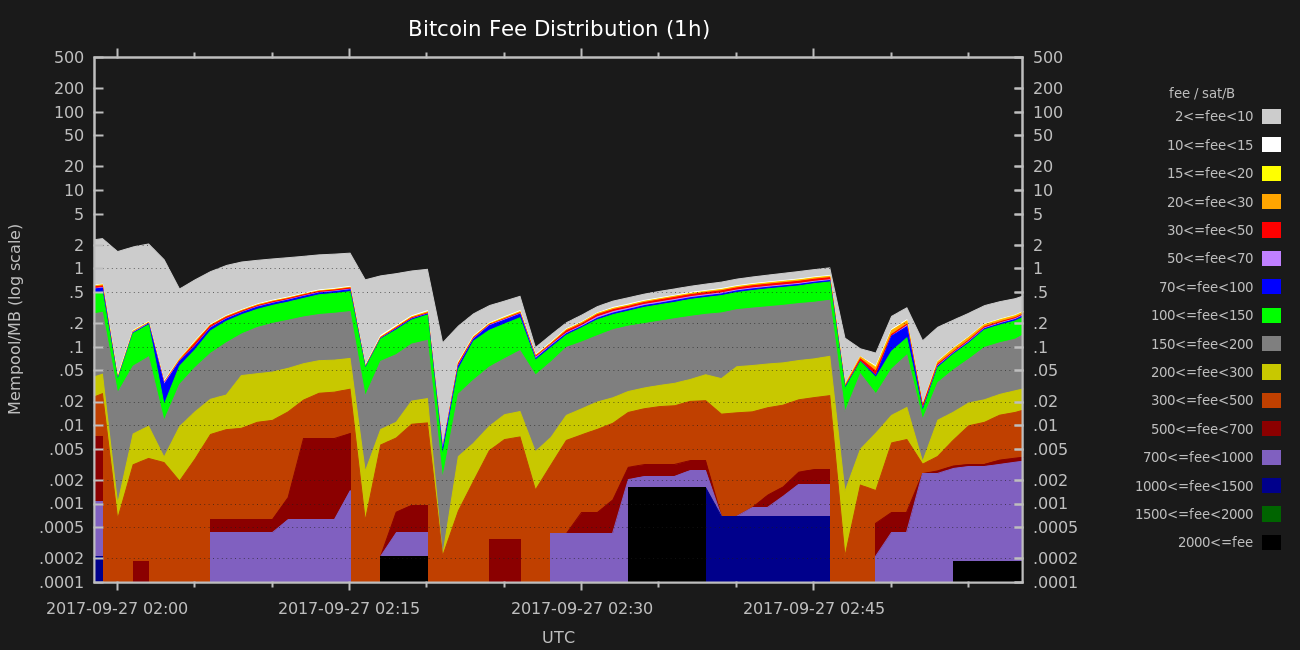 Bitcoin Fee Distribution (1h)
500 500
200 200
100 100
50 50
20 20
10 10
5 5
2 2
1 1
.5 .5
.2 .2
.1 .1
.05 .05
.02 .02
.01 .01
.005 .005
.002 .002
.001 .001
.0005 .0005
.0002 .0002
.0001 .0001
Mempool/MB (log scale)
2017-09-27 02:00 2017-09-27 02:15 2017-09-27 02:30 2017-09-27 02:45
UTC
fee / sat/B
2<=fee<10
10<=fee<15
15<=fee<20
20<=fee<30
30<=fee<50
50<=fee<70
70<=fee<100
100<=fee<150
150<=fee<200
200<=fee<300
300<=fee<500
500<=fee<700
700<=fee<1000
1000<=fee<1500
1500<=fee<2000
2000<=fee